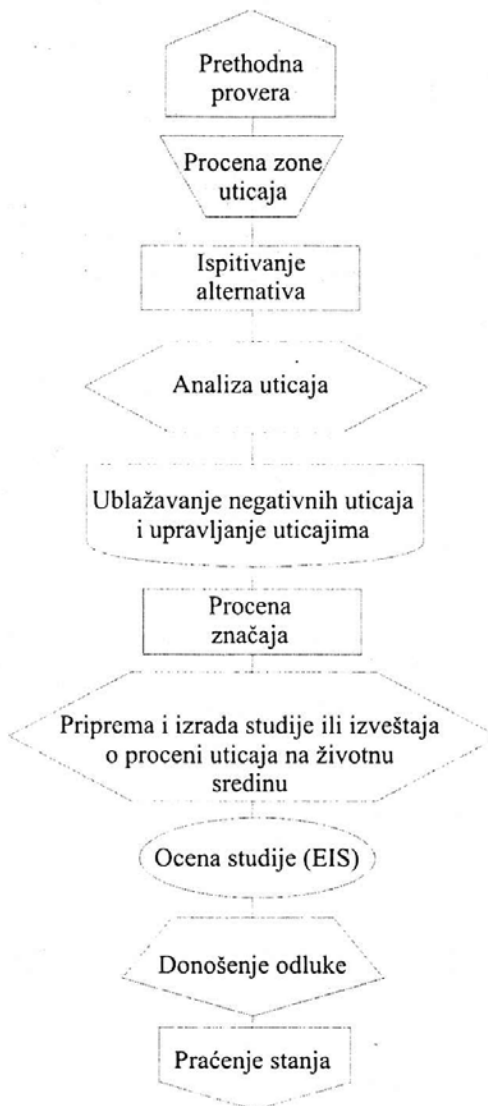 Prethodna
provera
Procena zone
uticaja
Ispitivanje
alternativa
Analiza uticaja
Ublažavanje negativnih uticaja
i upravljanje uticajima
Procena
značaja
Priprema i izrada studije ili izveštaja
o proceni uticaja na životnu
sredinu
Ocena studije (EIS)
Donošenje odluke
Praćenje stanja